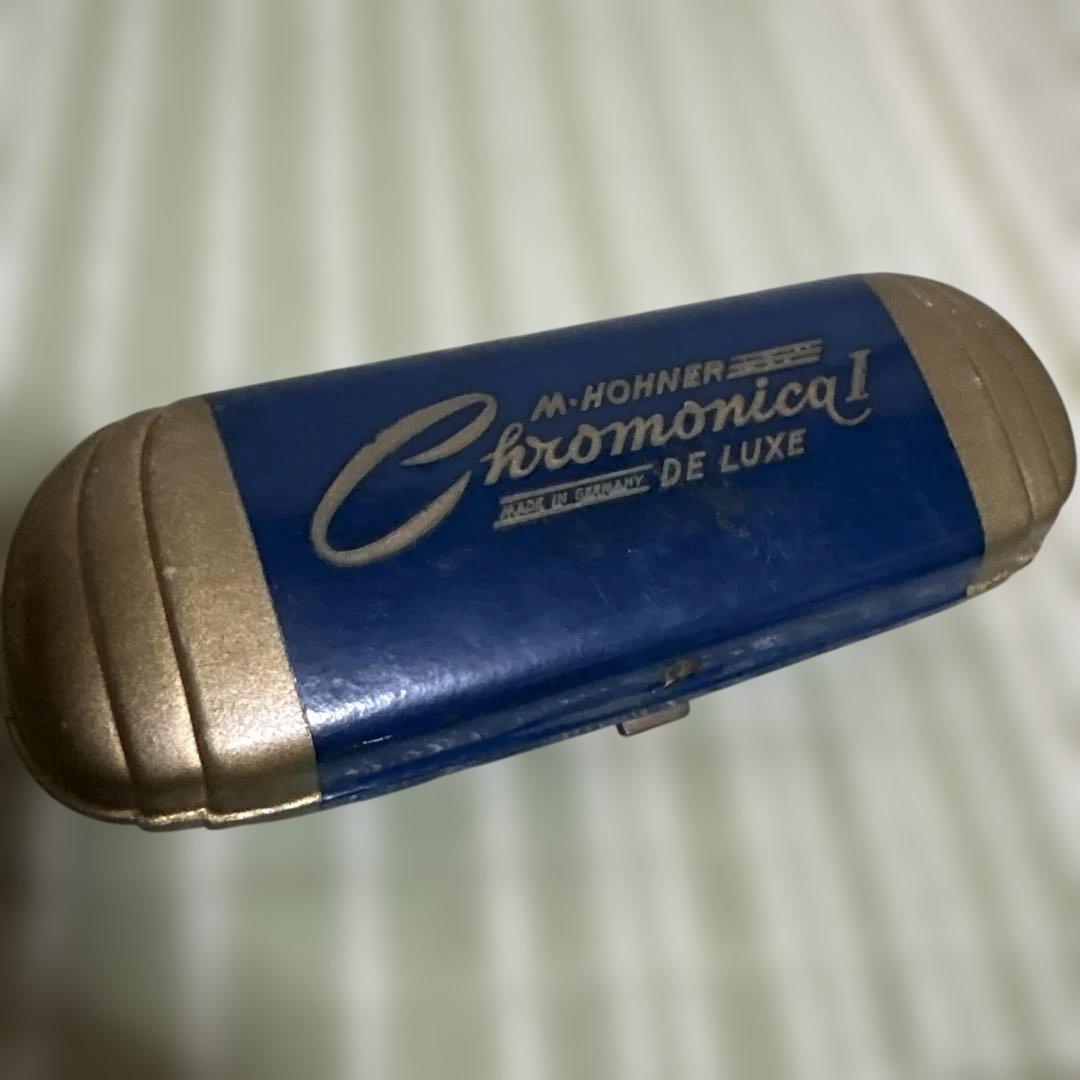 M·HOHNER
Chromonica I
MADE IN GERMANY DE LUXE